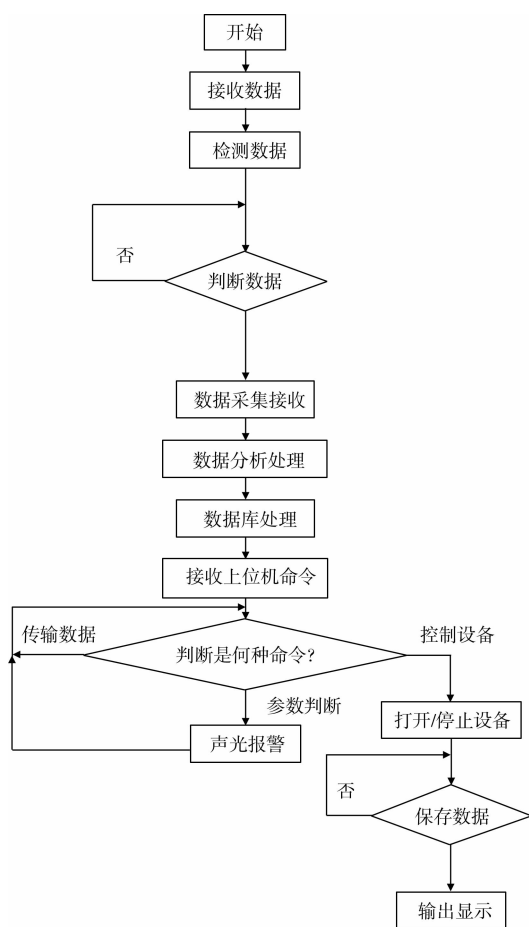 开始
接收数据
检测数据
否
判断数据
数据采集接收
数据分析处理
数据库处理
接收上位机命令
传输数据
判断是何种命令?
控制设备
参数判断
打开/停止设备
声光报警
否
保存数据
输出显示